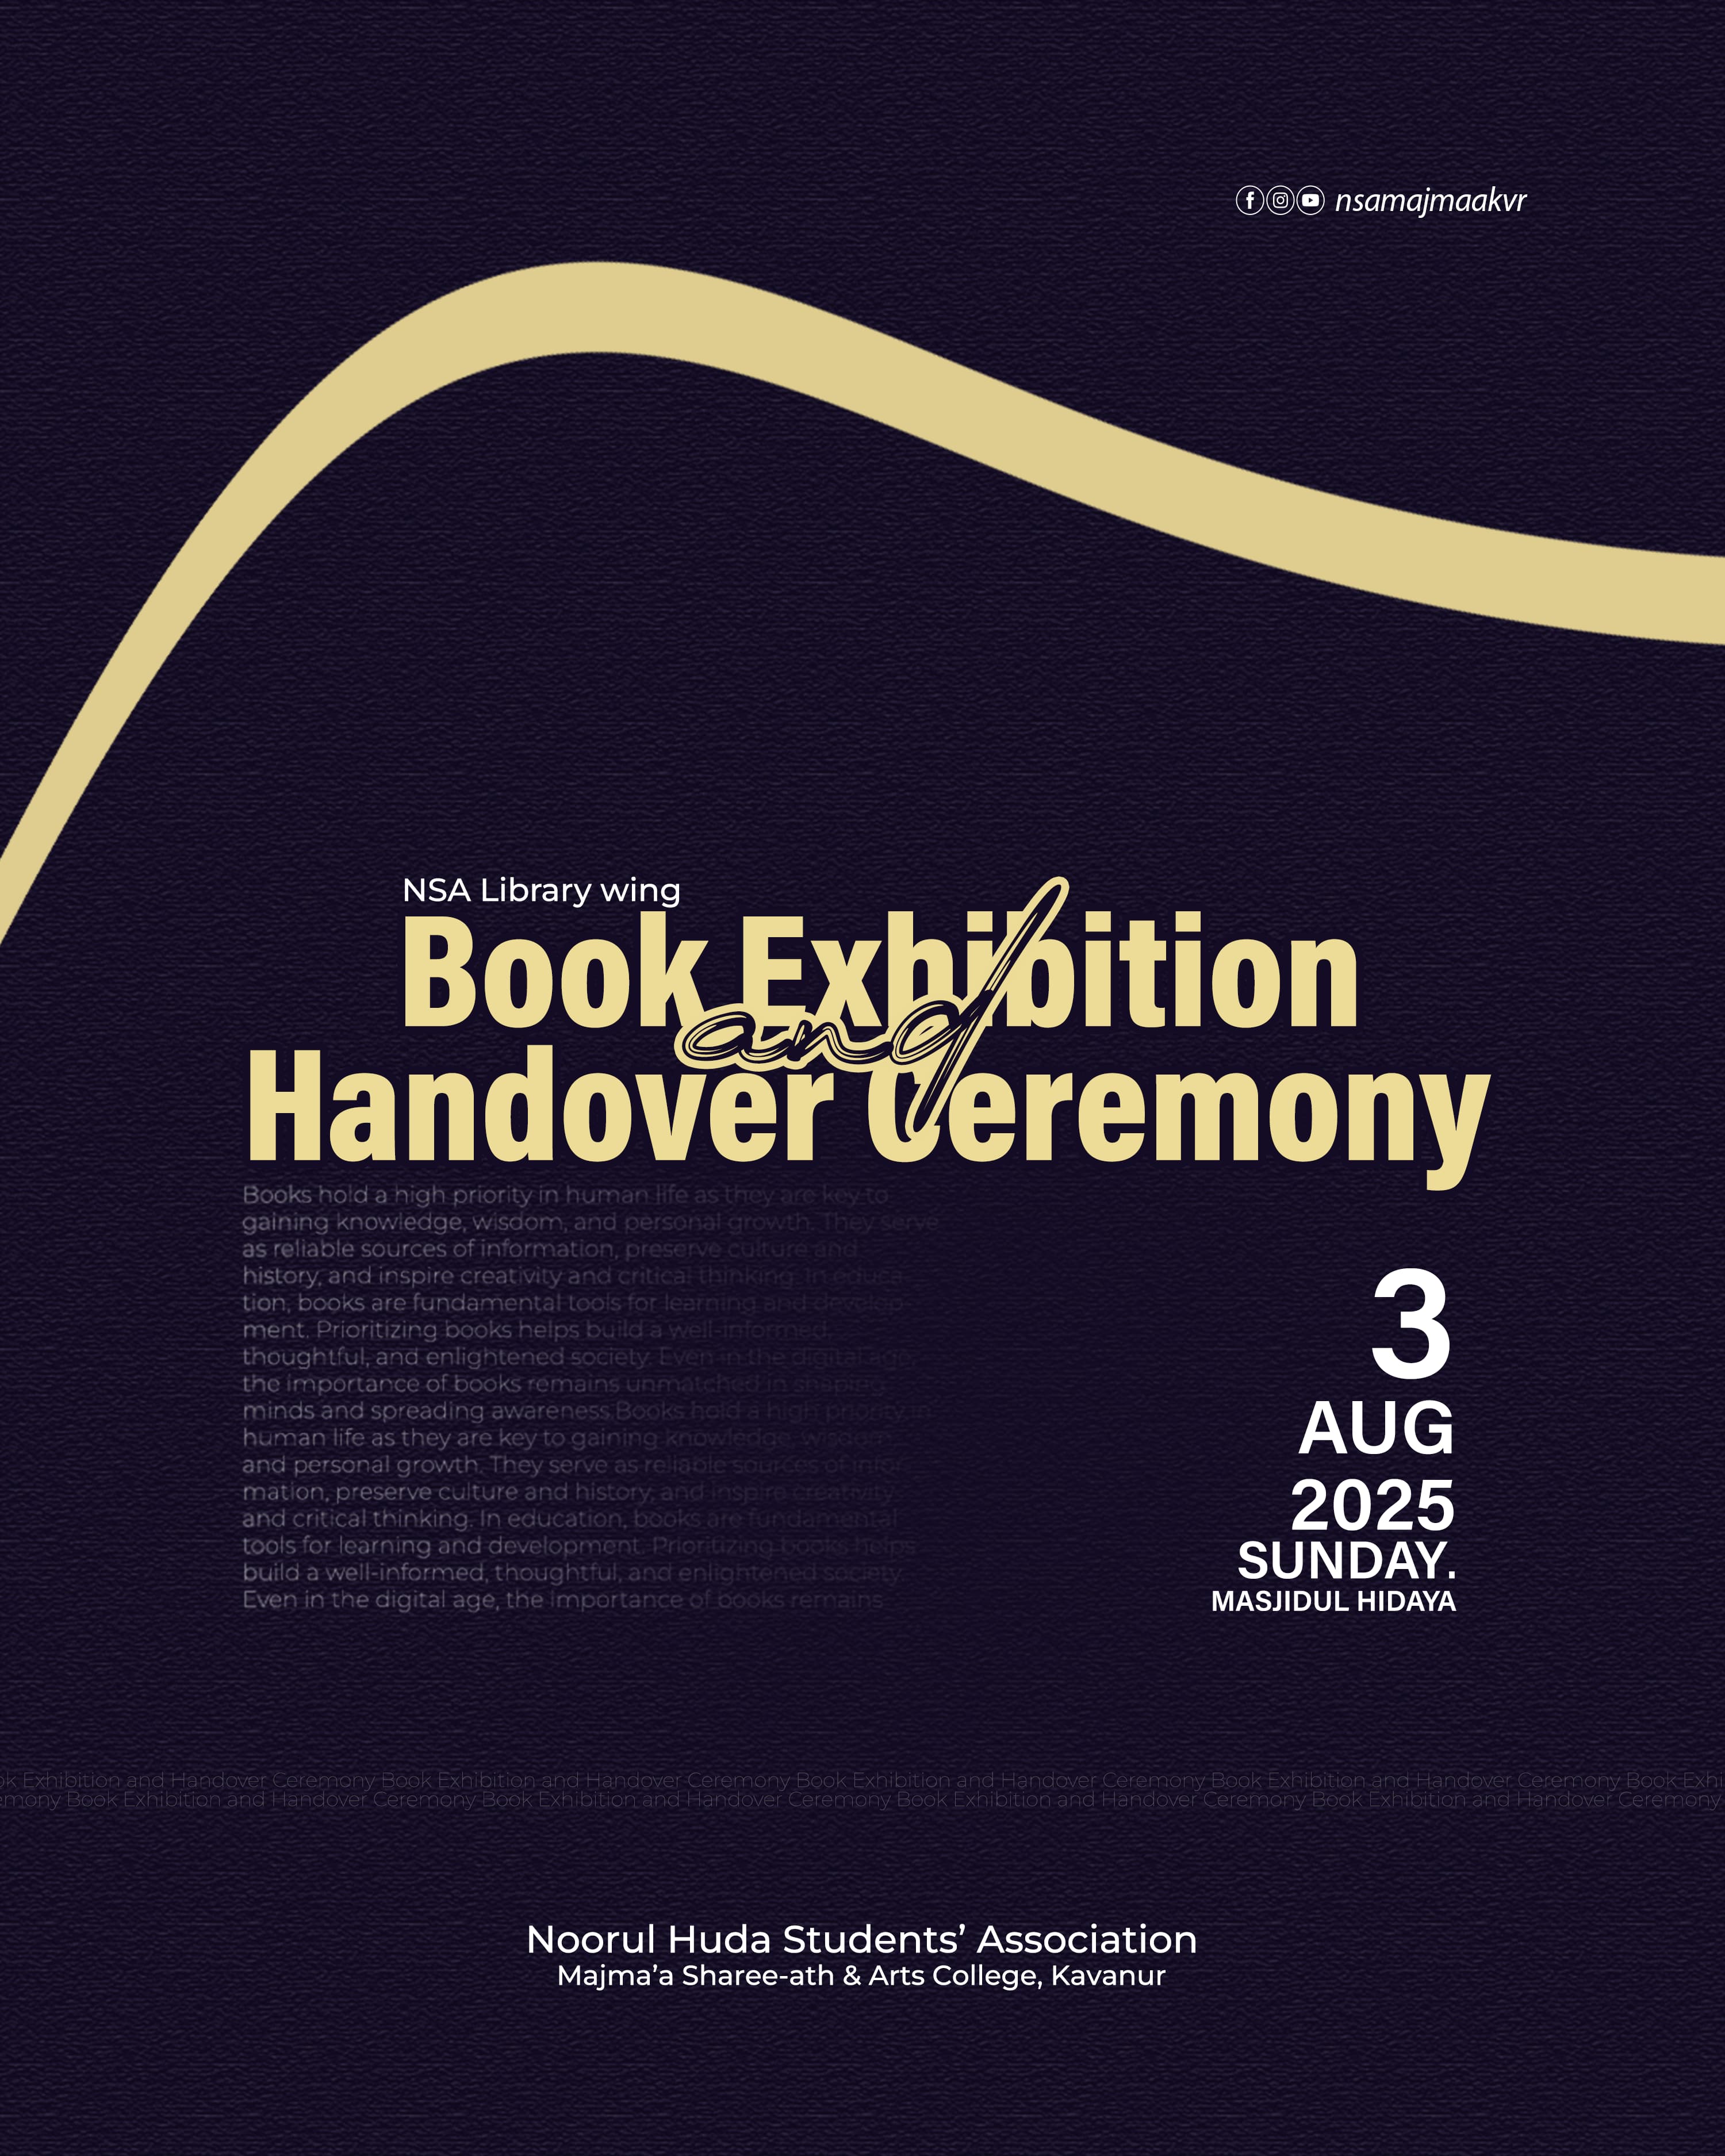 nsamajmaakvr
NSA Library wing
Book Exhibition
and
Handover Ceremony
Books hold a high priority in human life as they are key to
gaining knowledge, wisdom, and personal growth. They serve
as reliable sources of information, preserve culture and
history, and inspire creativity and critical thinking. In educa-
tion, books are fundamental tools for learning and develop-
ment. Prioritizing books helps build a well-informed,
thoughtful, and enlightened society. Even in the digital age,
the importance of books remains unmatched in shaping
minds and spreading awareness.Books hold a high priority in
human life as they are key to gaining knowledge, wisdom,
and personal growth. They serve as reliable sources of infor-
mation, preserve culture and history, and inspire creativity
and critical thinking. In education, books are fundamental
tools for learning and development. Prioritizing books helps
build a well-informed, thoughtful, and enlightened society.
Even in the digital age, the importance of books remains
3
AUG
2025
SUNDAY.
MASJIDUL HIDAYA
ok Exhibition and Handover Ceremony Book Exhibition and Handover Ceremony Book Exhibition and Handover Ceremony Book Exhibition and Handover Ceremony Book Exhi
emony Book Exhibition and Handover Ceremony Book Exhibition and Handover Ceremony Book Exhibition and Handover Ceremony Book Exhibition and Handover Ceremony
Noorul Huda Students’ Association
Majma’a Sharee-ath & Arts College, Kavanur